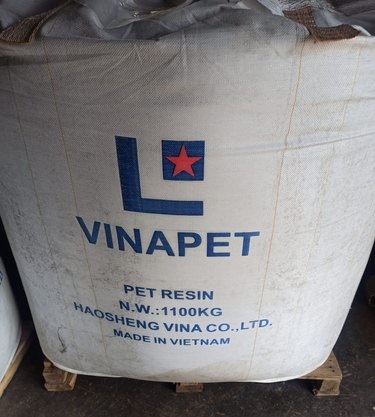 VINAPET
PET RESIN
N.W.:1100KG
HAOSHENG VINA CO.,LTD.
MADE IN VIETNAM